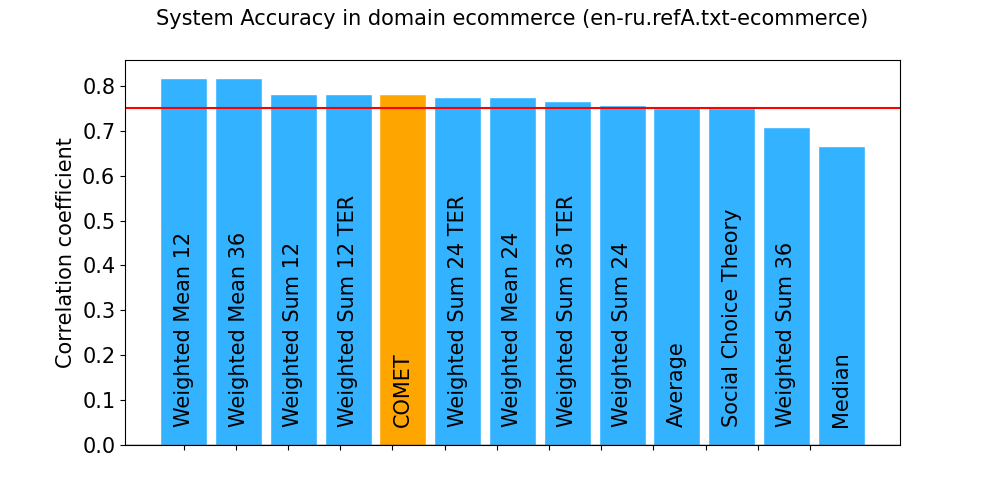 System Accuracy in domain ecommerce (en-ru.refA.txt-ecommerce)
Correlation coefficient
0.8
0.7
0.6
0.5
0.4
0.3
0.2
0.1
0.0
Weighted Mean 12
Weighted Mean 36
Weighted Sum 12
Weighted Sum 12 TER
COMET
Weighted Sum 24 TER
Weighted Mean 24
Weighted Sum 36 TER
Weighted Sum 24
Average
Social Choice Theory
Weighted Sum 36
Median